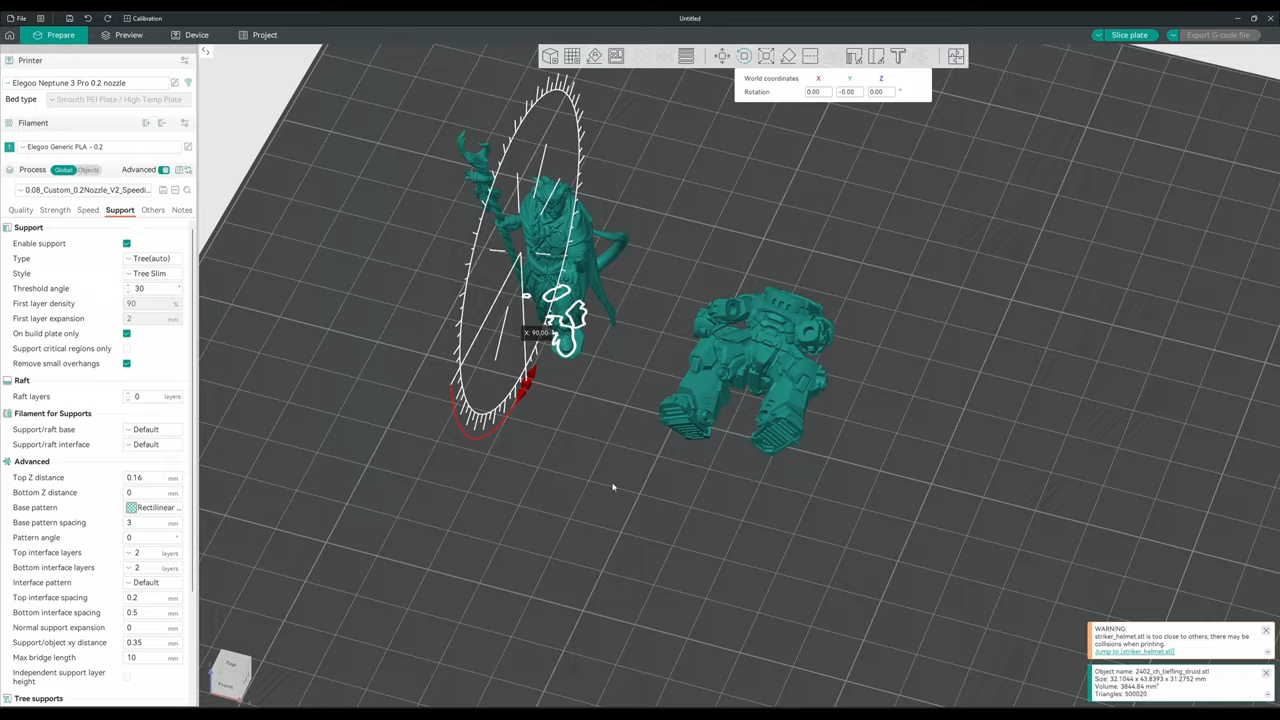 File
Calibration
Untitled
Prepare
Preview
Device
Project
Slice plate
Export G-code file
Printer
Elegoo Neptune 3 Pro 0.2 nozzle
Bed type
Smooth PEI Plate / High Temp Plate
Filament
1
Elegoo Generic PLA - 0.2
Process
Global
Objects
Advanced
0.08_Custom_0.2Nozzle_V2_Speedi...
Quality
Strength
Speed
Support
Others
Notes
Support
Enable support
Type
Tree(auto)
Style
Tree Slim
Threshold angle
30
°
First layer density
90
%
First layer expansion
2
mm
On build plate only
Support critical regions only
Remove small overhangs
Raft
Raft layers
0
layers
Filament for Supports
Support/raft base
Default
Support/raft interface
Default
Advanced
Top Z distance
0.16
mm
Bottom Z distance
0
mm
Base pattern
Rectilinear ...
Base pattern spacing
3
mm
Pattern angle
0
°
Top interface layers
2
layers
Bottom interface layers
2
layers
Interface pattern
Default
Top interface spacing
0.2
mm
Bottom interface spacing
0.5
mm
Normal support expansion
0
mm
Support/object xy distance
0.35
mm
Max bridge length
10
mm
Independent support layer
height
Tree supports
World coordinates
X
Y
Z
Rotation
0.00
-0.00
0.00
°
X: 90.00
Top
Front
WARNING:
striker_helmet.stl is too close to others; there may be
collisions when printing.
Jump to [striker_helmet.stl]
Object name: 2402_ch_tiefling_druid.stl
Size: 32.1044 x 43.8393 x 31.2752 mm
Volume: 3844.84 mm³
Triangles: 500020